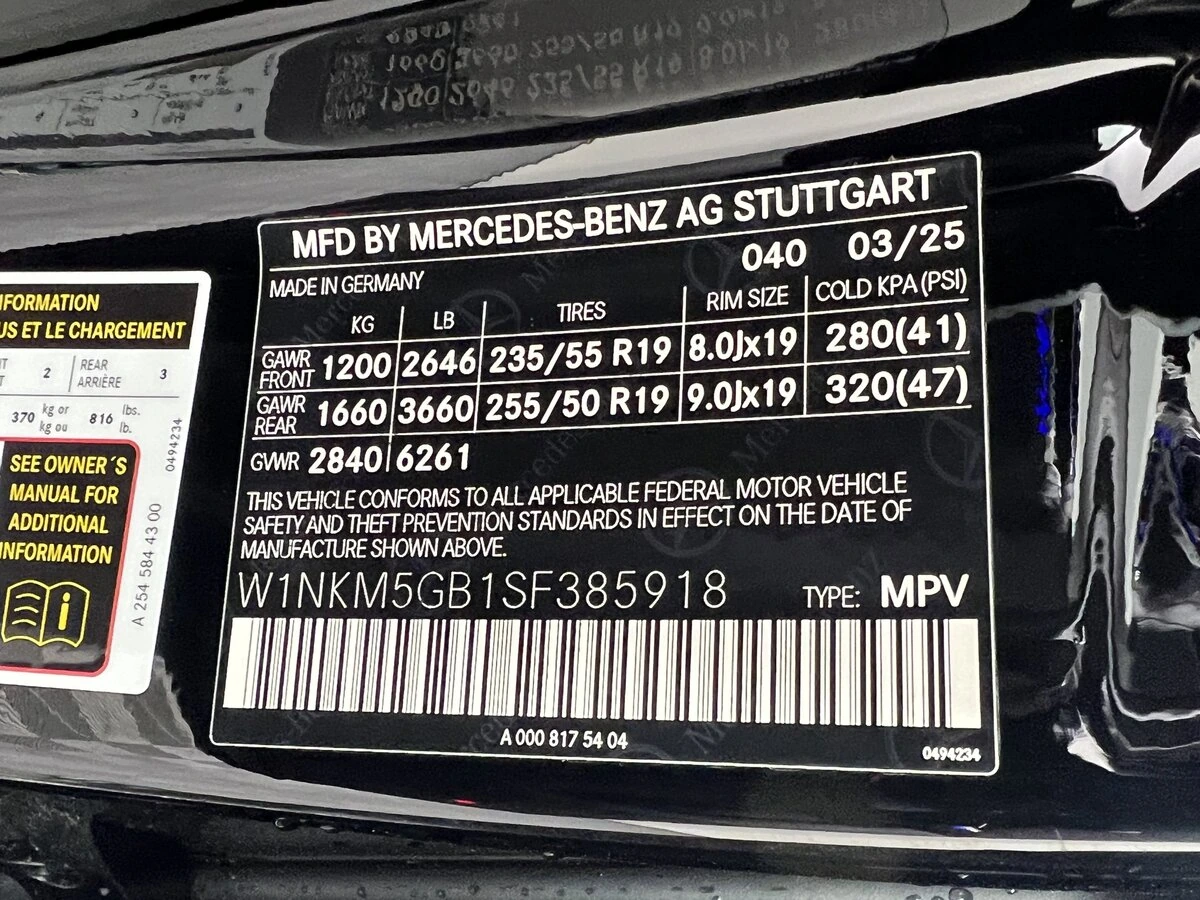 NFORMATION
US ET LE CHARGEMENT
2 REAR
ARRIÈRE 3
370 kg or
kg ou 816 lbs.
lb.
SEE OWNER´S
MANUAL FOR
ADDITIONAL
INFORMATION
A 254 584 43 00
0494234
MFD BY MERCEDES-BENZ AG STUTTGART
040 03/25
MADE IN GERMANY
KG LB TIRES RIM SIZE COLD KPA (PSI)
GAWR
FRONT 1200 2646 235/55 R19 8.0Jx19 280(41)
GAWR
REAR 1660 3660 255/50 R19 9.0Jx19 320(47)
GVWR 2840 6261
THIS VEHICLE CONFORMS TO ALL APPLICABLE FEDERAL MOTOR VEHICLE
SAFETY AND THEFT PREVENTION STANDARDS IN EFFECT ON THE DATE OF
MANUFACTURE SHOWN ABOVE.
W1NKM5GB1SF385918 TYPE: MPV
A 000 817 54 04
0494234